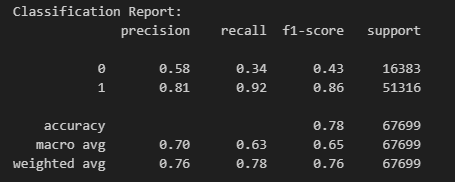 Classification Report:
precision recall f1-score support
0 0.58 0.34 0.43 16383
1 0.81 0.92 0.86 51316
accuracy 0.78 67699
macro avg 0.70 0.63 0.65 67699
weighted avg 0.76 0.78 0.76 67699